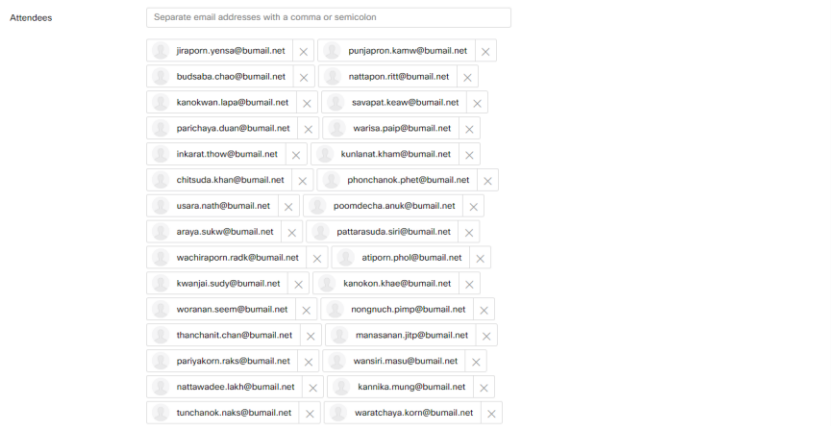 Attendees
Separate email addresses with a comma or semicolon
jiraporn.yensa@bumail.net punjapron.kamw@bumail.net
budsaba.chao@bumail.net nattapon.ritt@bumail.net
kanokwan.lapa@bumail.net savapat.keaw@bumail.net
parichaya.duan@bumail.net warisa.paip@bumail.net
inkarat.thow@bumail.net kunlanat.kham@bumail.net
chitsuda.khan@bumail.net phonchanok.phet@bumail.net
usara.nath@bumail.net poomdecha.anuk@bumail.net
araya.sukw@bumail.net pattarasuda.siri@bumail.net
wachiraporn.radk@bumail.net atiporn.phol@bumail.net
kwanjai.sudy@bumail.net kanokon.khae@bumail.net
woranan.seem@bumail.net nongnuch.pimp@bumail.net
thanchanit.chan@bumail.net manasanan.jitp@bumail.net
pariyakorn.raks@bumail.net wansiri.masu@bumail.net
nattawadee.lakh@bumail.net kannika.mung@bumail.net
tunchanok.naks@bumail.net waratchaya.korn@bumail.net